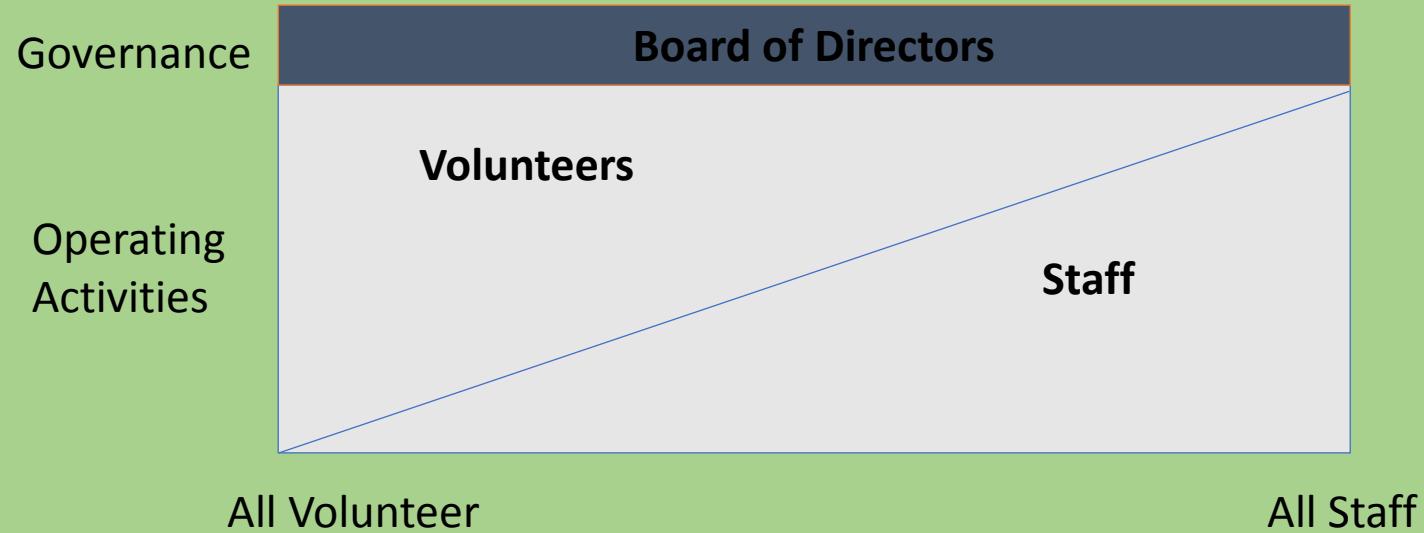 Governance
Board of Directors
Volunteers
Operating
Activities
Staff
All Volunteer
All Staff